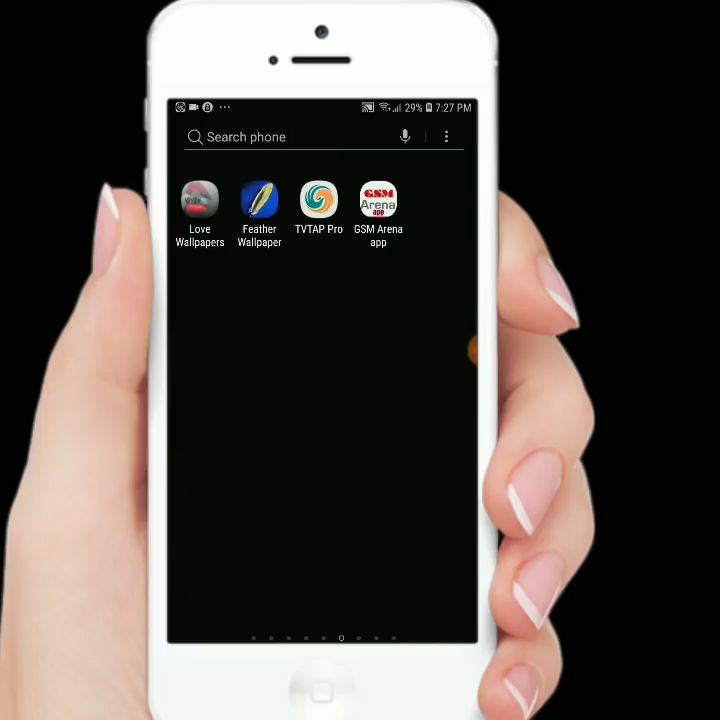 29% 7:27 PM
Search phone
Love
Wallpapers
Feather
Wallpaper
TVTAP Pro
GSM
Arena
app
GSM Arena
app